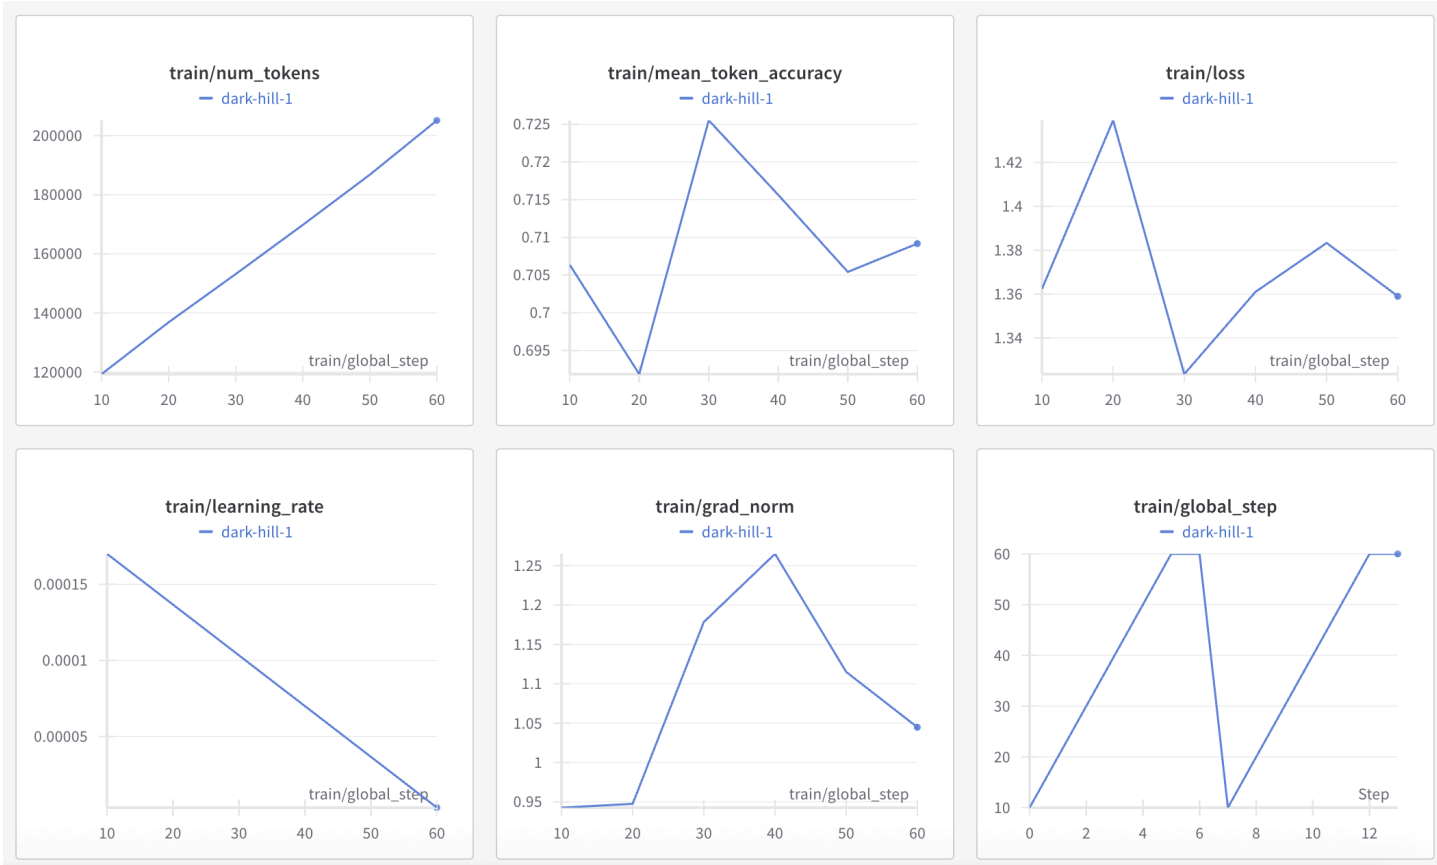 train/num_tokens
dark-hill-1
200000
180000
160000
140000
120000
train/global_step
10 20 30 40 50 60
train/mean_token_accuracy
dark-hill-1
0.725
0.72
0.715
0.71
0.705
0.7
0.695
train/global_step
10 20 30 40 50 60
train/loss
dark-hill-1
1.42
1.4
1.38
1.36
1.34
train/global_step
10 20 30 40 50 60
train/learning_rate
dark-hill-1
0.00015
0.0001
0.00005
train/global_step
10 20 30 40 50 60
train/grad_norm
dark-hill-1
1.25
1.2
1.15
1.1
1.05
1
0.95
train/global_step
10 20 30 40 50 60
train/global_step
dark-hill-1
60
50
40
30
20
10
Step
0 2 4 6 8 10 12